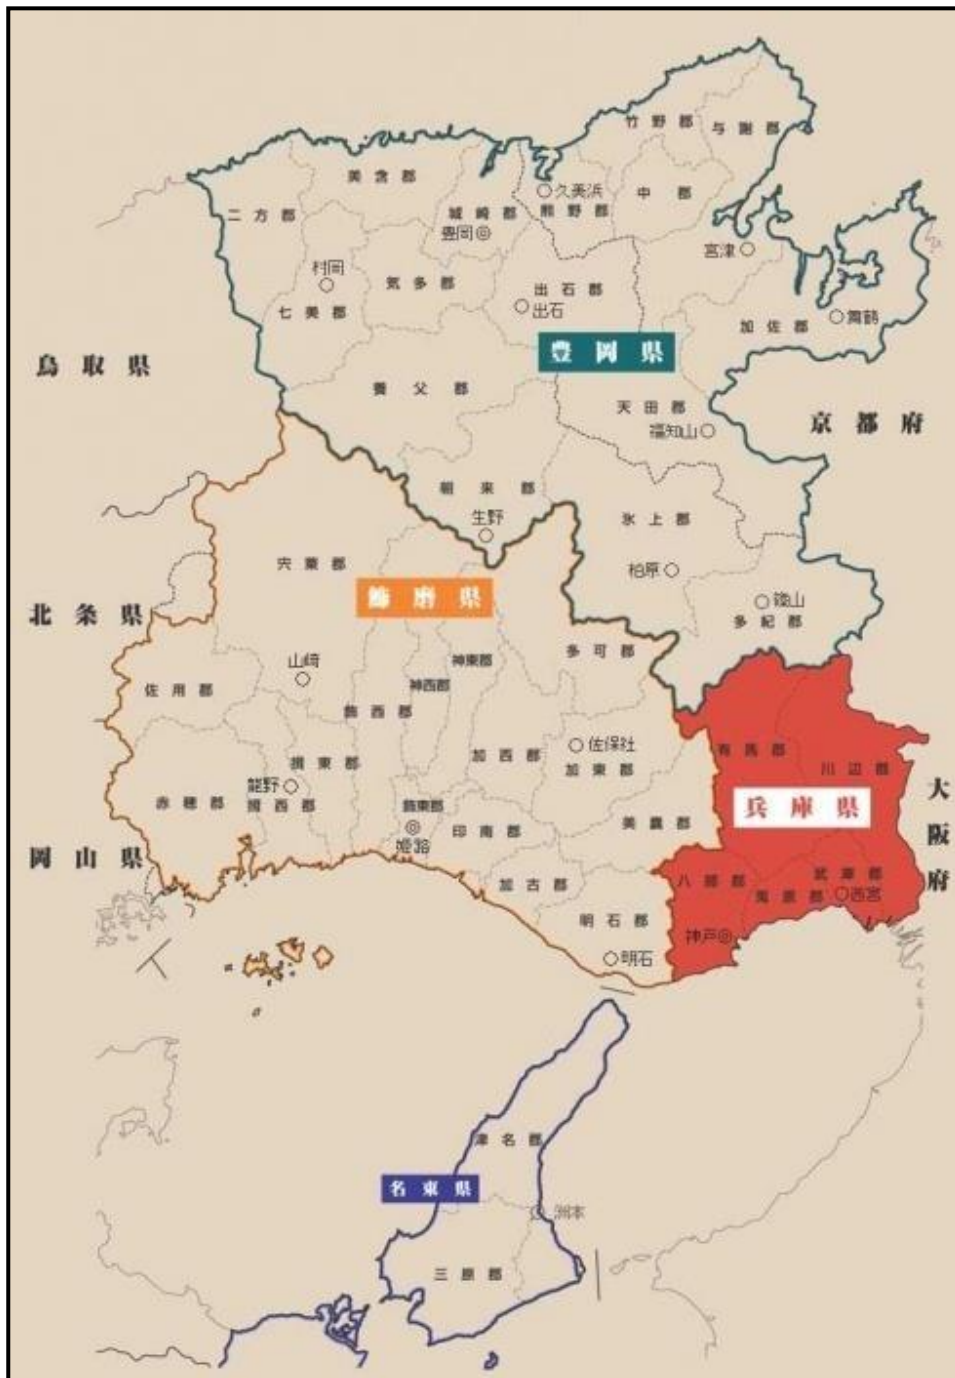 竹野郡
与謝郡
美含郡
久美浜
中郡
二方郡
城崎郡
熊野郡
豊岡
宮津
村岡
気多郡
出石郡
出石
七美郡
加佐郡
舞鶴
豊岡県
鳥取県
養父郡
天田郡
京都府
福知山
朝来郡
生野
氷上郡
宍粟郡
柏原
飾磨県
篠山
北条県
多紀郡
多可郡
神東郡
山崎
神西郡
佐用郡
飾西郡
佐保社
有馬郡
加西郡
加東郡
川辺郡
揖東郡
龍野
大阪府
赤穂郡
揖西郡
飾東郡
兵庫県
印南郡
美嚢郡
姫路
岡山県
八部郡
武庫郡
加古郡
菟原郡
西宮
明石郡
神戸
明石
津名郡
名東県
洲本
三原郡